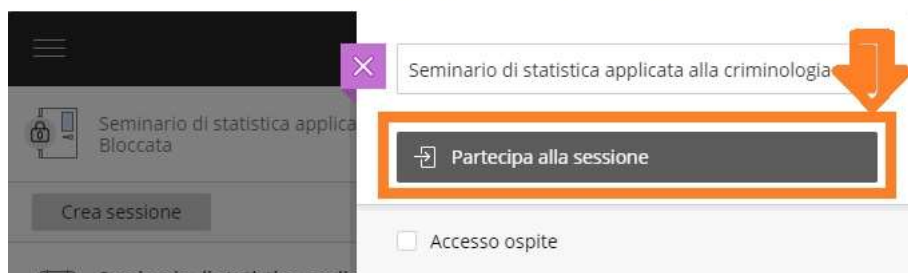 Seminario di statistica applicata alla criminologia
Seminario di statistica applica
Bloccata
Partecipa alla sessione
Crea sessione
Accesso ospite